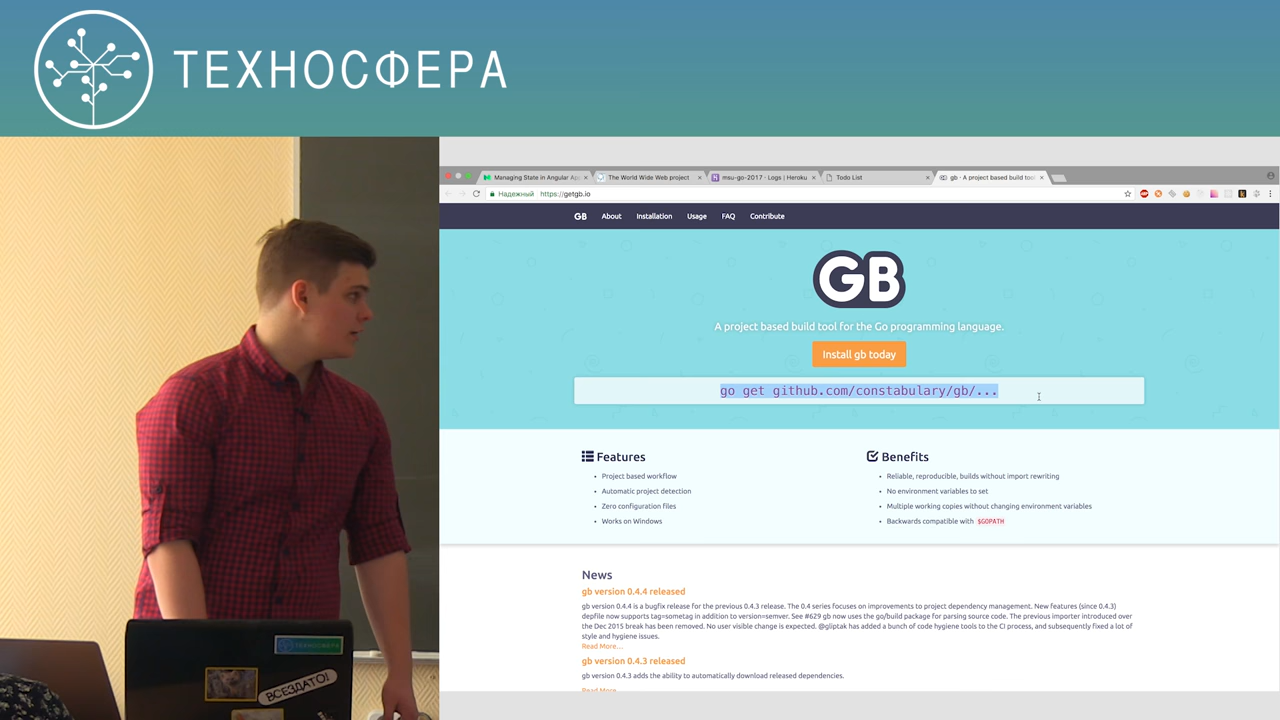 ТЕХНОСФЕРА
Managing State in Angular Ap
The World Wide Web project
msu-go-2017 - Logs | Heroku
Todo List
gb - A project based build too
Надежный https://getgb.io
GB About Installation Usage FAQ Contribute
GB
A project based build tool for the Go programming language.
Install gb today
go get github.com/constabulary/gb/...
Features
Project based workflow
Automatic project detection
Zero configuration files
Works on Windows
Benefits
Reliable, reproducible, builds without import rewriting
No environment variables to set
Multiple working copies without changing environment variables
Backwards compatible with $GOPATH
News
gb version 0.4.4 released
gb version 0.4.4 is a bugfix release for the previous 0.4.3 release. The 0.4 series focuses on improvements to project dependency management. New features (since 0.4.3)
depfile now supports tag=sometag in addition to version=semver. See #629 gb now uses the go/build package for parsing source code. The previous importer introduced over
the Dec 2015 break has been removed. No user visible change is expected. @gliptak has added a bunch of code hygiene tools to the CI process, and subsequently fixed a lot of
style and hygiene issues.
Read More...
gb version 0.4.3 released
gb version 0.4.3 adds the ability to automatically download released dependencies.
Read More
ТЕХНОСФЕРА
ВСЁЗДАТО!